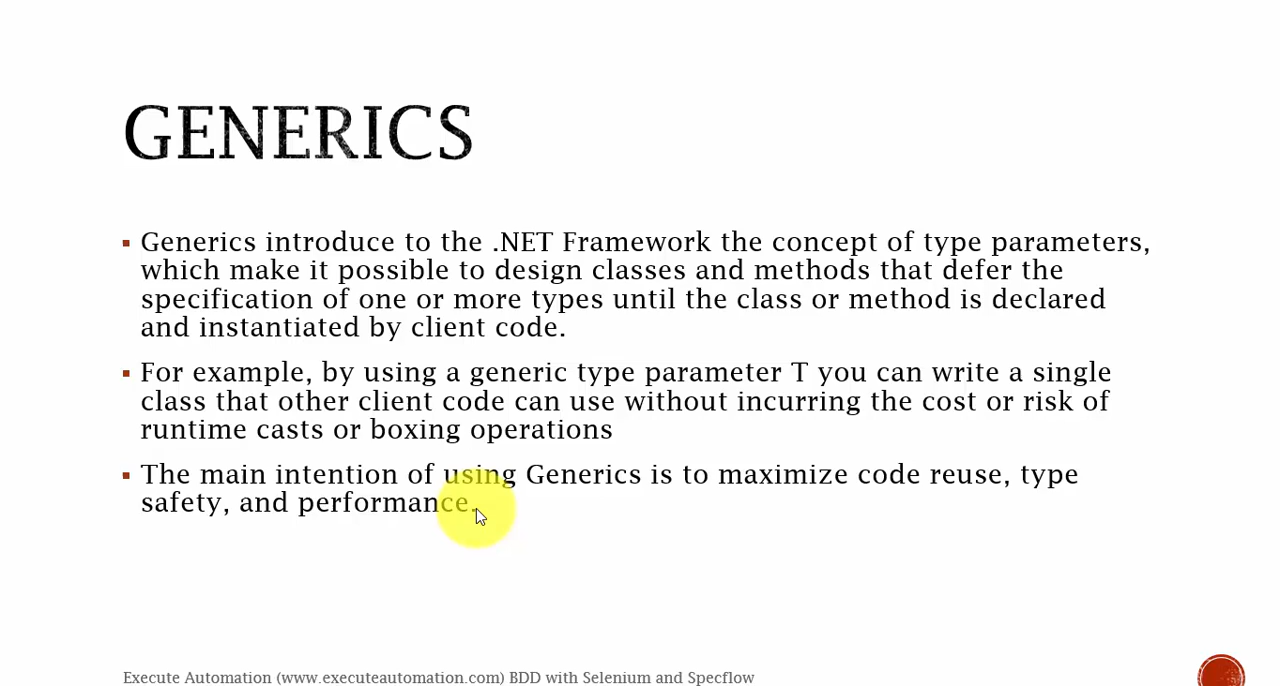 GENERICS
Generics introduce to the .NET Framework the concept of type parameters,
which make it possible to design classes and methods that defer the
specification of one or more types until the class or method is declared
and instantiated by client code.
For example, by using a generic type parameter T you can write a single
class that other client code can use without incurring the cost or risk of
runtime casts or boxing operations
The main intention of using Generics is to maximize code reuse, type
safety, and performance.
Execute Automation (www.executeautomation.com) BDD with Selenium and Specflow